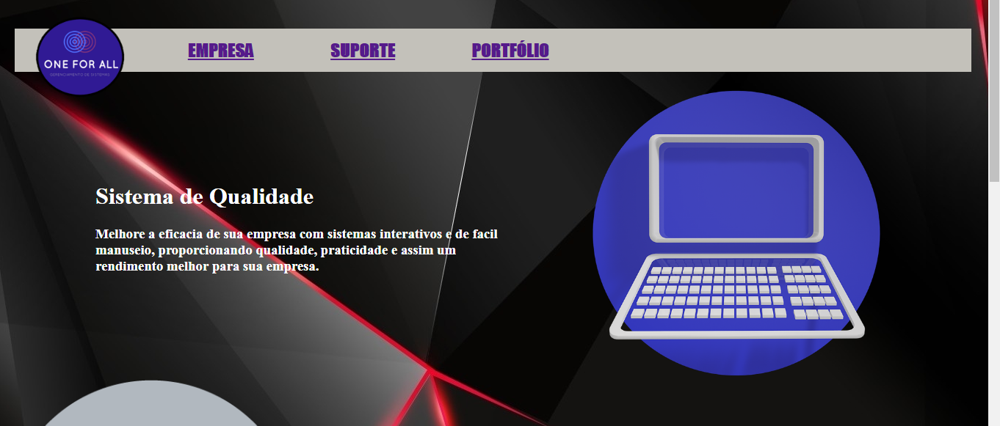 ONE FOR ALL
GERENCIAMENTO DE SISTEMAS
EMPRESA
SUPORTE
PORTFÓLIO
Sistema de Qualidade
Melhore a eficacia de sua empresa com sistemas interativos e de facil
manuseio, proporcionando qualidade, praticidade e assim um
rendimento melhor para sua empresa.